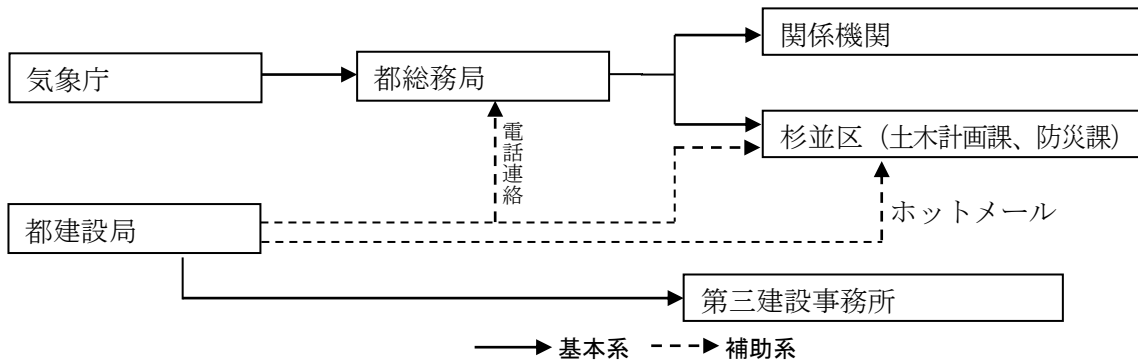 関係機関
気象庁
都総務局
杉並区（土木計画課、防災課）
電話連絡
都建設局
ホットメール
第三建設事務所
基本系
補助系